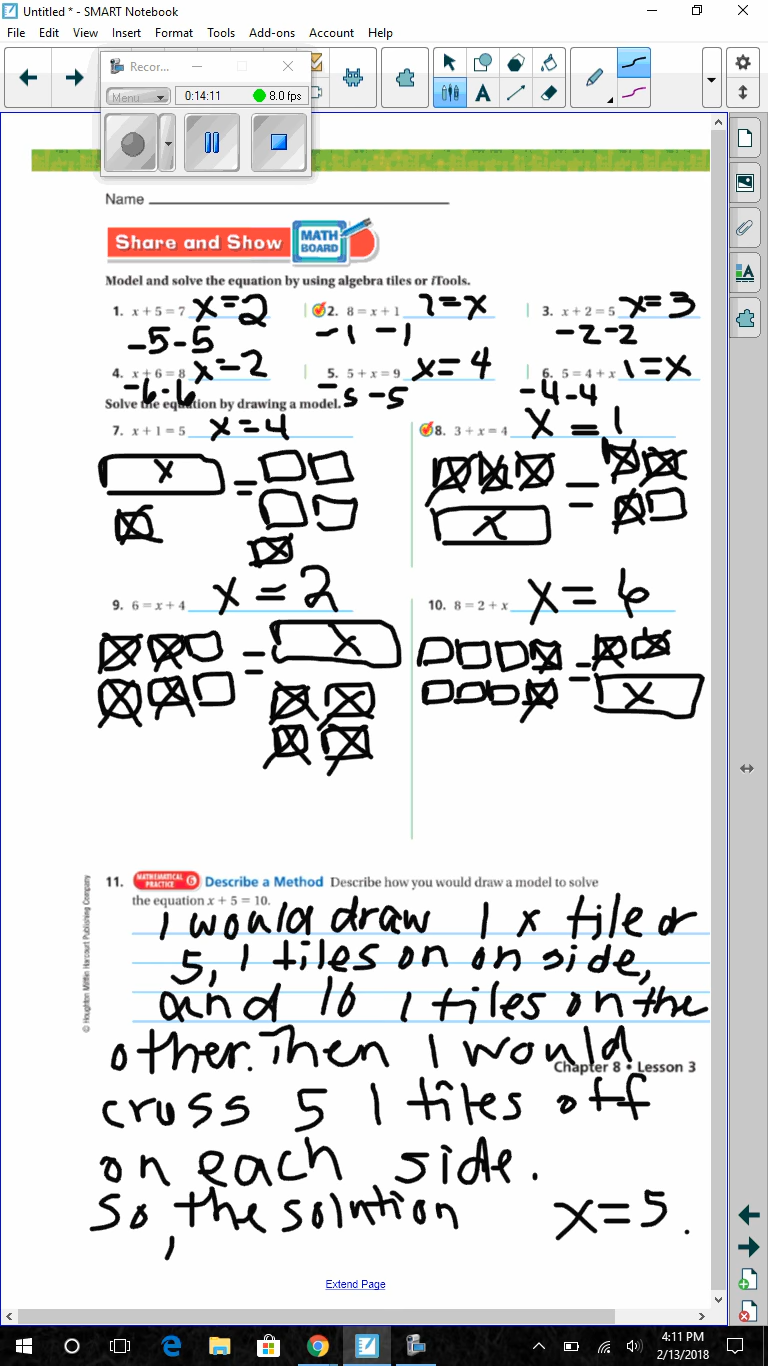 Untitled * - SMART Notebook
File Edit View Insert Format Tools Add-ons Account Help
Recor...
Menu 0:14:11 8.0 fps
A
A
Name
Share and Show MATH BOARD
Model and solve the equation by using algebra tiles or iTools.
1. x + 5 = 7 x=2 2. 8 = x + 1 7=x 3. x + 2 = 5 x=3
-5-5 -1 -1 -2-2
4. x + 6 = 8 x=2 5. 5 + x = 9 x=4 6. 5 = 4 + x 1=x
-6-6 -5 -5 -4-4
Solve the equation by drawing a model.
7. x + 1 = 5 x=4 8. 3 + x = 4 x = 1
x = =
x
9. 6 = x + 4 x = 2 10. 8 = 2 + x x = 6
= x =
x
11. MATHEMATICAL PRACTICE 6 Describe a Method Describe how you would draw a model to solve
the equation x + 5 = 10.
I would draw 1 x tile or
5, 1 tiles on on side,
and 10 1 tiles on the
other. Then I would
Chapter 8 • Lesson 3
cross 5 1 tiles off
on each side.
So, the solution x=5.
© Houghton Mifflin Harcourt Publishing Company
Extend Page
4:11 PM
2/13/2018